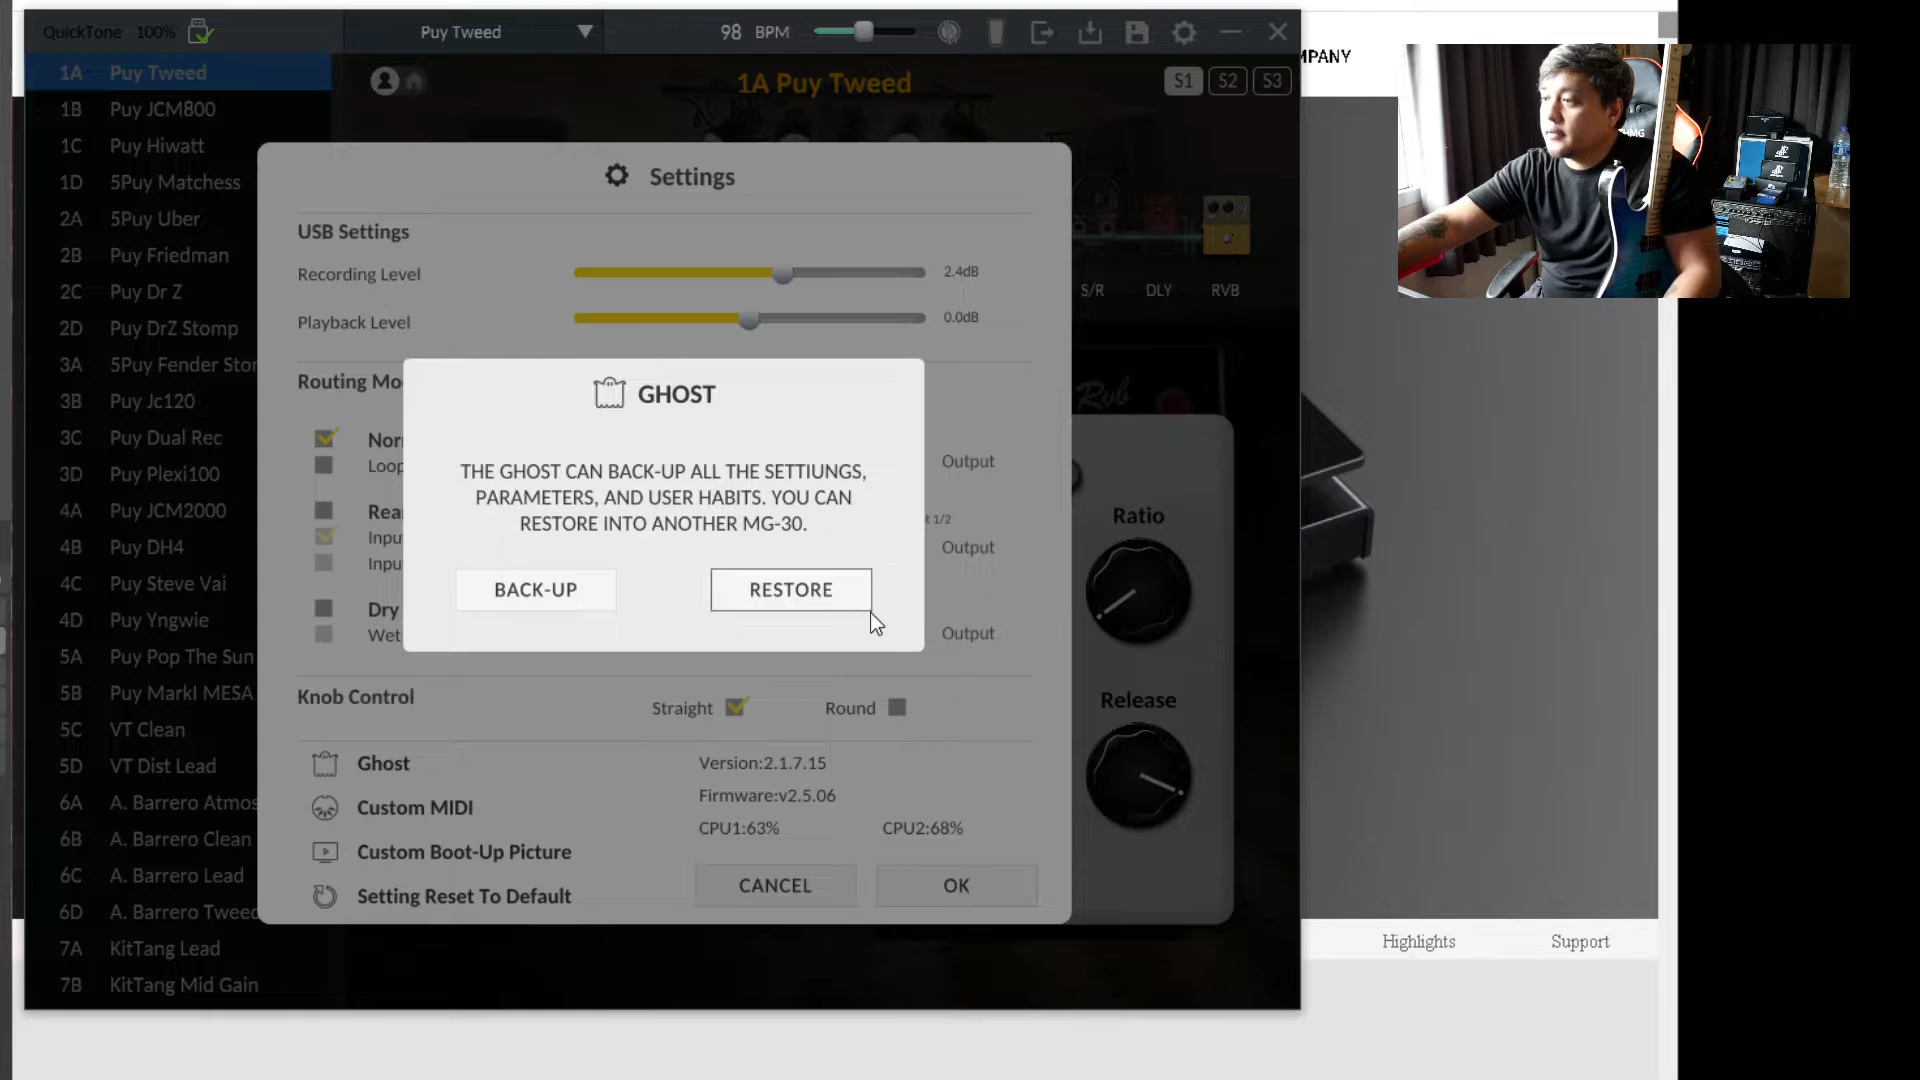 QuickTone 100%
Puy Tweed
98 BPM
MPANY
1A Puy Tweed
1B Puy JCM800
1C Puy Hiwatt
1D 5Puy Matchess
2A 5Puy Uber
2B Puy Friedman
2C Puy Dr Z
2D Puy DrZ Stomp
3A 5Puy Fender Stor
3B Puy Jc120
3C Puy Dual Rec
3D Puy Plexi100
4A Puy JCM2000
4B Puy DH4
4C Puy Steve Vai
4D Puy Yngwie
5A Puy Pop The Sun
5B Puy MarkI MESA
5C VT Clean
5D VT Dist Lead
6A A. Barrero Atmos
6B A. Barrero Clean
6C A. Barrero Lead
6D A. Barrero Tweed
7A KitTang Lead
7B KitTang Mid Gain
1A Puy Tweed
S1 S2 S3
Settings
USB Settings
Recording Level 2.4dB
Playback Level 0.0dB
Routing Mo
Nor
Loop Output
Rea
t 1/2
Inpu Output
Inpu
Dry
Wet Output
GHOST
THE GHOST CAN BACK-UP ALL THE SETTIUNGS,
PARAMETERS, AND USER HABITS. YOU CAN
RESTORE INTO ANOTHER MG-30.
BACK-UP RESTORE
Knob Control
Straight Round
Ghost
Custom MIDI
Custom Boot-Up Picture
Setting Reset To Default
Version:2.1.7.15
Firmware:v2.5.06
CPU1:63% CPU2:68%
CANCEL OK
S/R DLY RVB
Rvb
Ratio
Release
HMG
Highlights Support